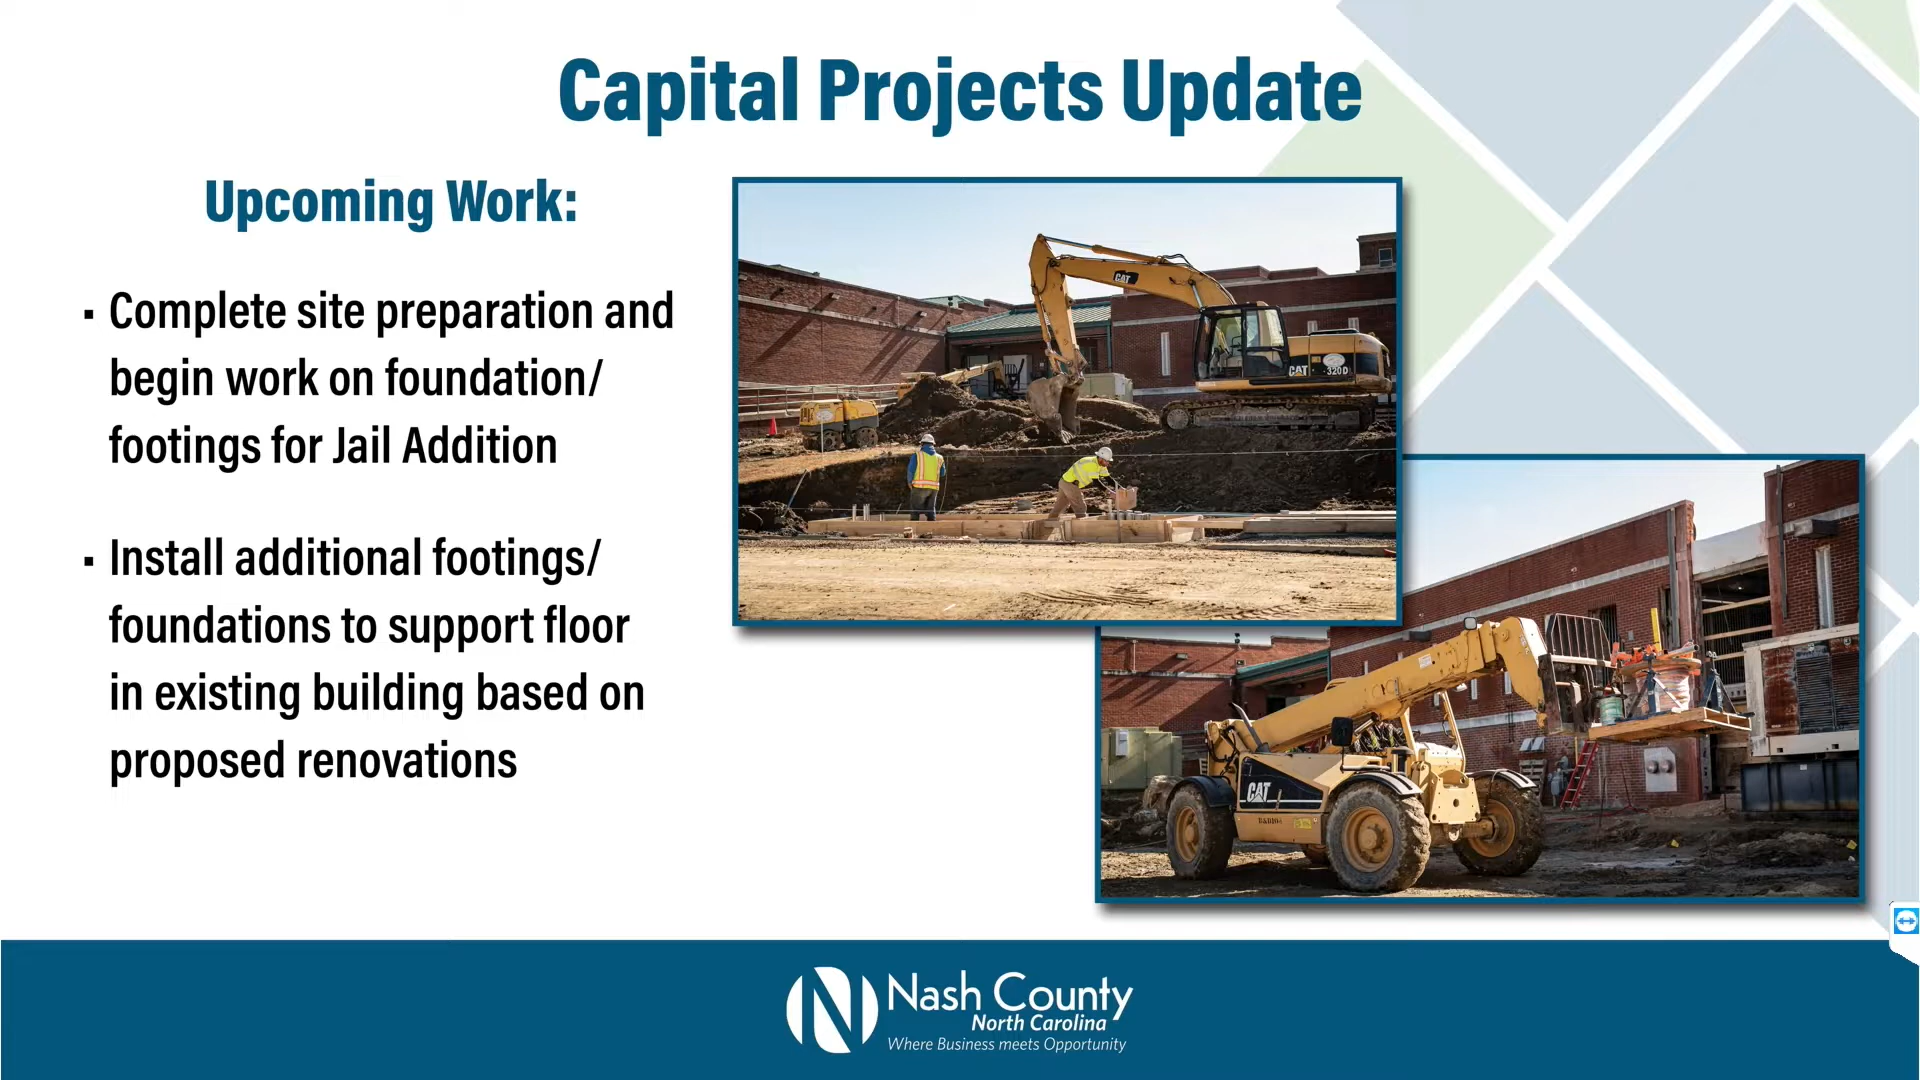 Capital Projects Update
Upcoming Work:
▪ Complete site preparation and
begin work on foundation/
footings for Jail Addition
▪ Install additional footings/
foundations to support floor
in existing building based on
proposed renovations
CAT
CAT 320D
CAT
Nash County
North Carolina
Where Business meets Opportunity